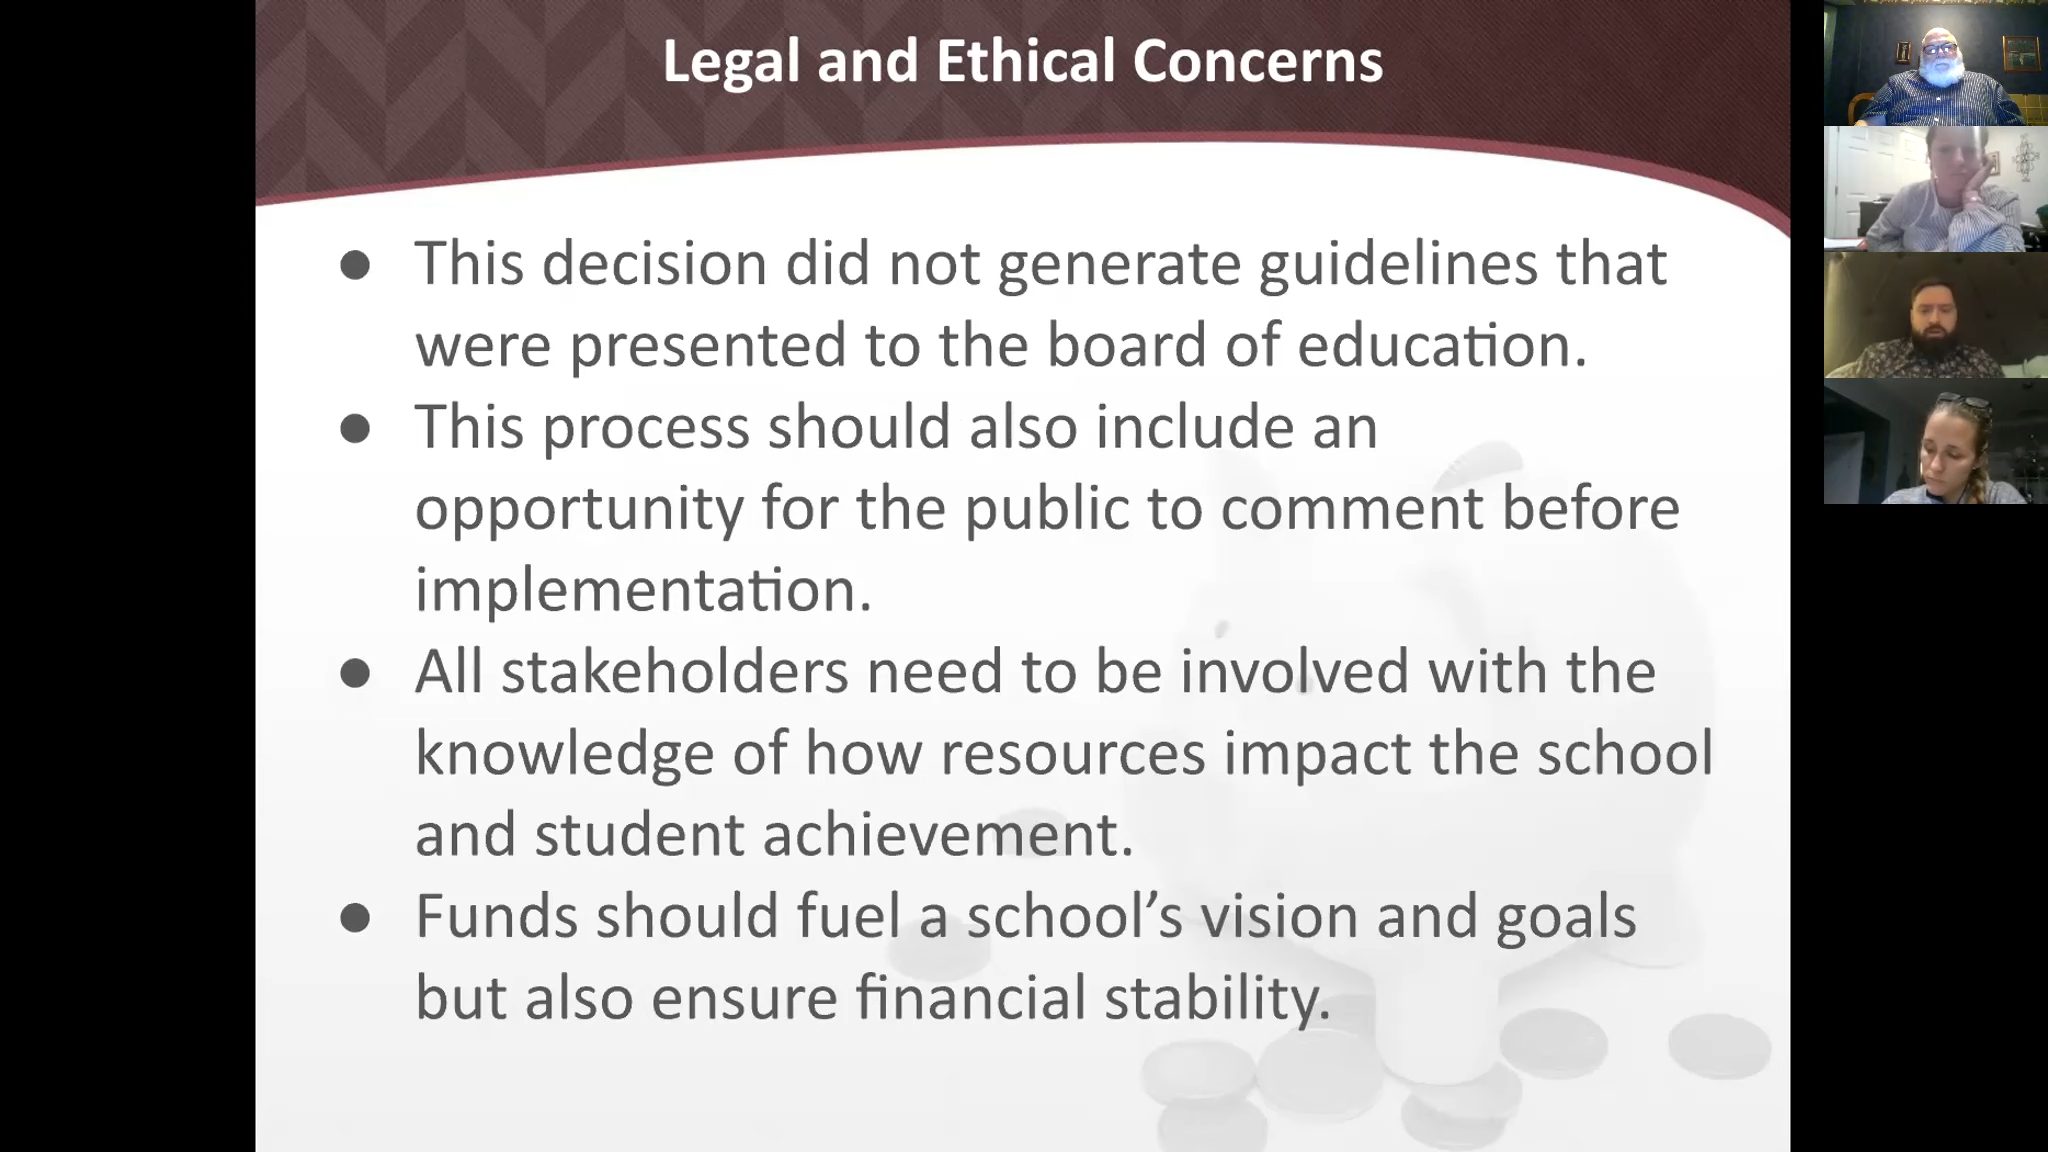 Legal and Ethical Concerns
● This decision did not generate guidelines that
were presented to the board of education.
● This process should also include an
opportunity for the public to comment before
implementation.
● All stakeholders need to be involved with the
knowledge of how resources impact the school
and student achievement.
● Funds should fuel a school’s vision and goals
but also ensure financial stability.